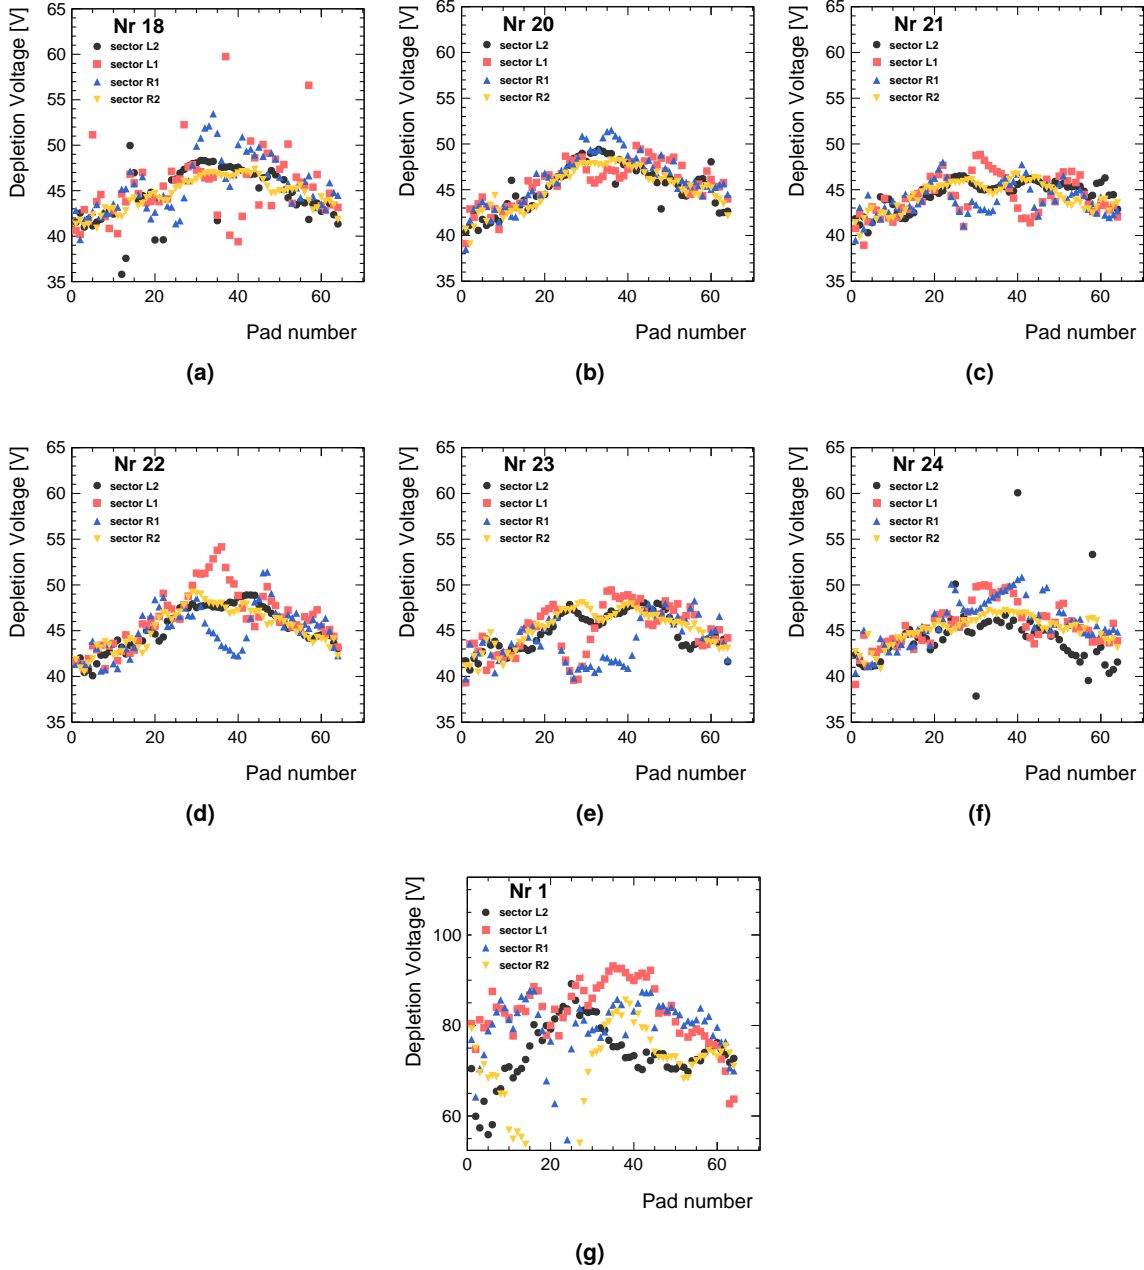 Depletion Voltage [V]
65
60
55
50
45
40
35
Nr 18
sector L2
sector L1
sector R1
sector R2
0 20 40 60
Pad number
(a)
Depletion Voltage [V]
65
60
55
50
45
40
35
Nr 20
sector L2
sector L1
sector R1
sector R2
0 20 40 60
Pad number
(b)
Depletion Voltage [V]
65
60
55
50
45
40
35
Nr 21
sector L2
sector L1
sector R1
sector R2
0 20 40 60
Pad number
(c)
Depletion Voltage [V]
65
60
55
50
45
40
35
Nr 22
sector L2
sector L1
sector R1
sector R2
0 20 40 60
Pad number
(d)
Depletion Voltage [V]
65
60
55
50
45
40
35
Nr 23
sector L2
sector L1
sector R1
sector R2
0 20 40 60
Pad number
(e)
Depletion Voltage [V]
65
60
55
50
45
40
35
Nr 24
sector L2
sector L1
sector R1
sector R2
0 20 40 60
Pad number
(f)
Depletion Voltage [V]
100
80
60
Nr 1
sector L2
sector L1
sector R1
sector R2
0 20 40 60
Pad number
(g)